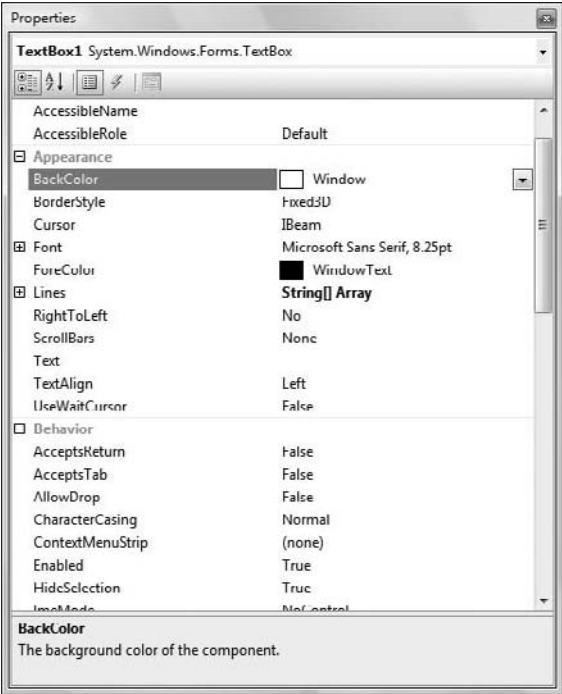 Properties
TextBox1 System.Windows.Forms.TextBox
AccessibleName
AccessibleRole Default
Appearance
BackColor Window
BorderStyle Fixed3D
Cursor IBeam
Font Microsoft Sans Serif, 8.25pt
ForeColor WindowText
Lines String[] Array
RightToLeft No
ScrollBars None
Text
TextAlign Left
UseWaitCursor False
Behavior
AcceptsReturn False
AcceptsTab False
AllowDrop False
CharacterCasing Normal
ContextMenuStrip (none)
Enabled True
HideSelection True
ImeMode NoControl
BackColor
The background color of the component.